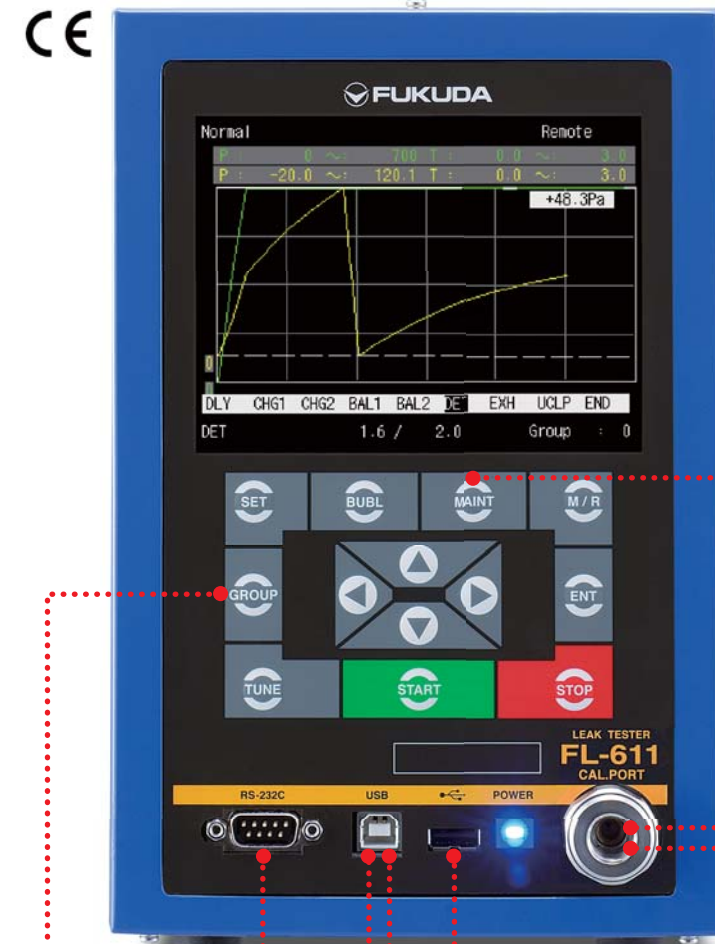 CE
FUKUDA
Normal Remote
P : 0 ~: 700 T : 0.0 ~: 3.0
P : -20.0 ~: 120.1 T : 0.0 ~: 3.0
+48.3Pa
0
DLY CHG1 CHG2 BAL1 BAL2 DET EXH UCLP END
DET 1.6 / 2.0 Group : 0
SET BUBL MAINT M/R
GROUP ENT
TUNE START STOP
LEAK TESTER
FL-611
CAL.PORT
RS-232C USB POWER